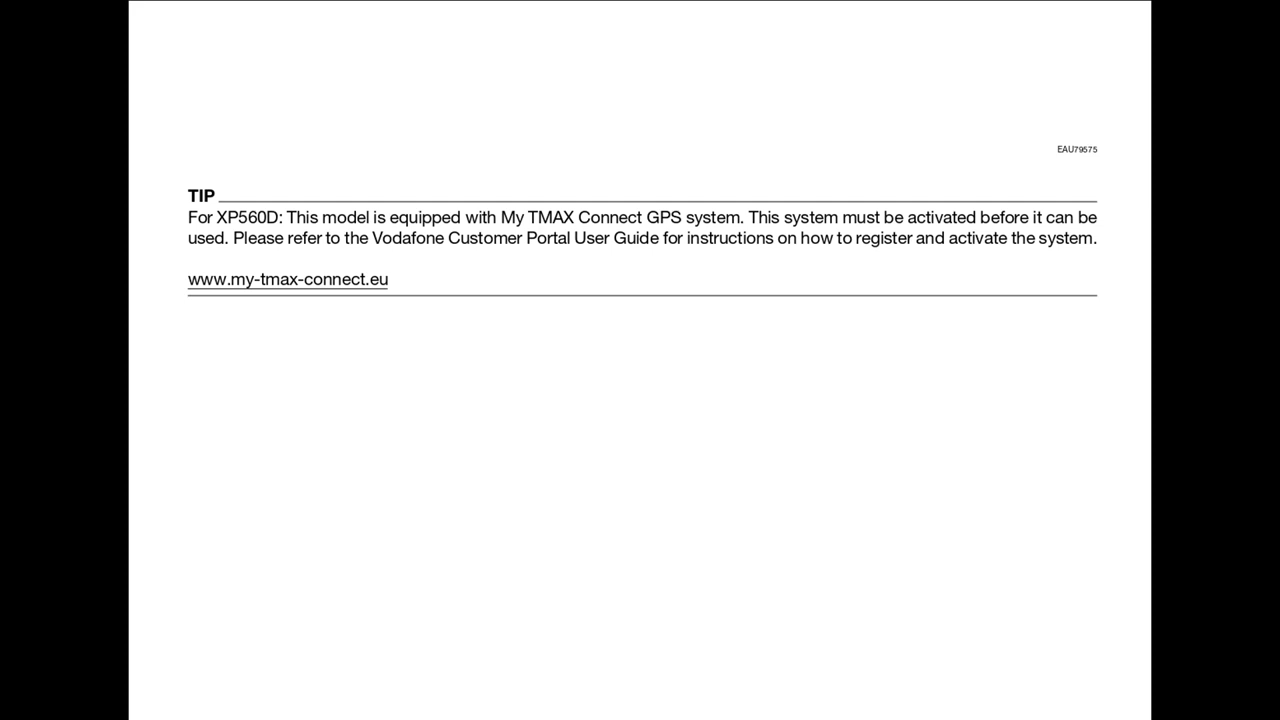 EAU79575
TIP
For XP560D: This model is equipped with My TMAX Connect GPS system. This system must be activated before it can be
used. Please refer to the Vodafone Customer Portal User Guide for instructions on how to register and activate the system.
www.my-tmax-connect.eu